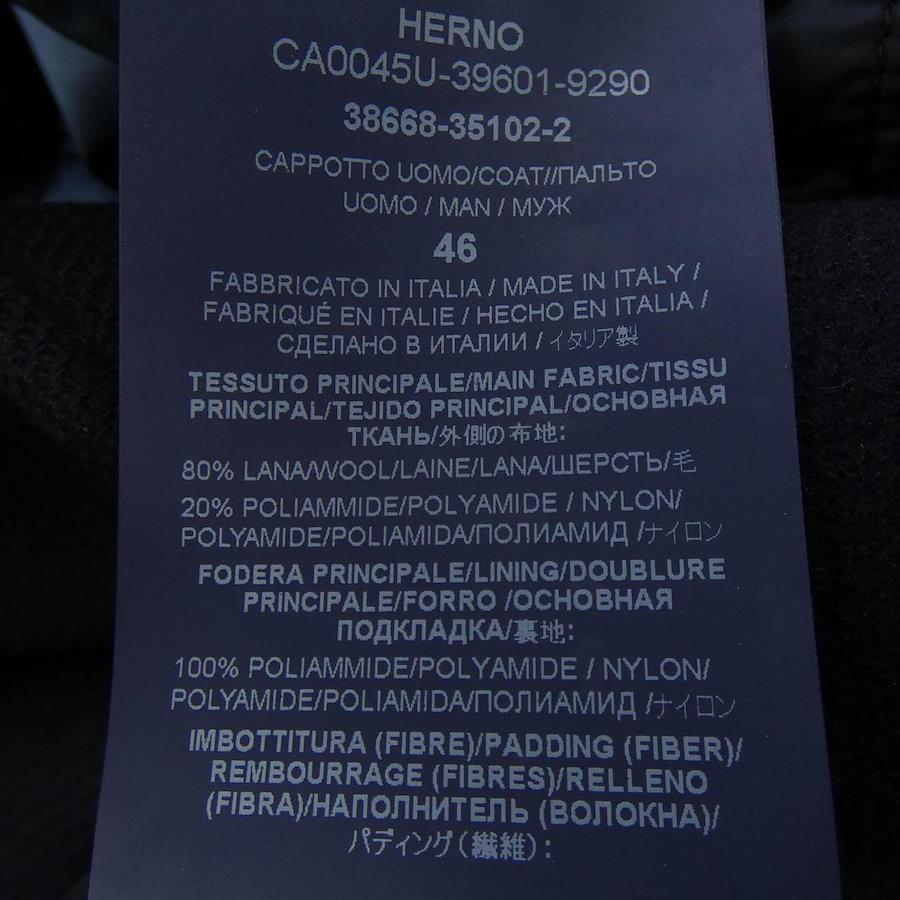 HERNO
CA0045U-39601-9290
38668-35102-2
CAPPOTTO UOMO/COAT//ПАЛЬТО
UOMO / MAN / МУЖ
46
FABBRICATO IN ITALIA / MADE IN ITALY /
FABRIQUÉ EN ITALIE / HECHO EN ITALIA /
СДЕЛАНО В ИТАЛИИ / イタリア製
TESSUTO PRINCIPALE/MAIN FABRIC/TISSU
PRINCIPAL/TEJIDO PRINCIPAL/ОСНОВНАЯ
ТКАНЬ/外側の布地:
80% LANA/WOOL/LAINE/LANA/ШЕРСТЬ/毛
20% POLIAMMIDE/POLYAMIDE / NYLON/
POLYAMIDE/POLIAMIDA/ПОЛИАМИД /ナイロン
FODERA PRINCIPALE/LINING/DOUBLURE
PRINCIPALE/FORRO /ОСНОВНАЯ
ПОДКЛАДКА/裏地:
100% POLIAMMIDE/POLYAMIDE / NYLON/
POLYAMIDE/POLIAMIDA/ПОЛИАМИД /ナイロン
IMBOTTITURA (FIBRE)/PADDING (FIBER)/
REMBOURRAGE (FIBRES)/RELLENO
(FIBRA)/НАПОЛНИТЕЛЬ (ВОЛОКНА)/
パディング(繊維):